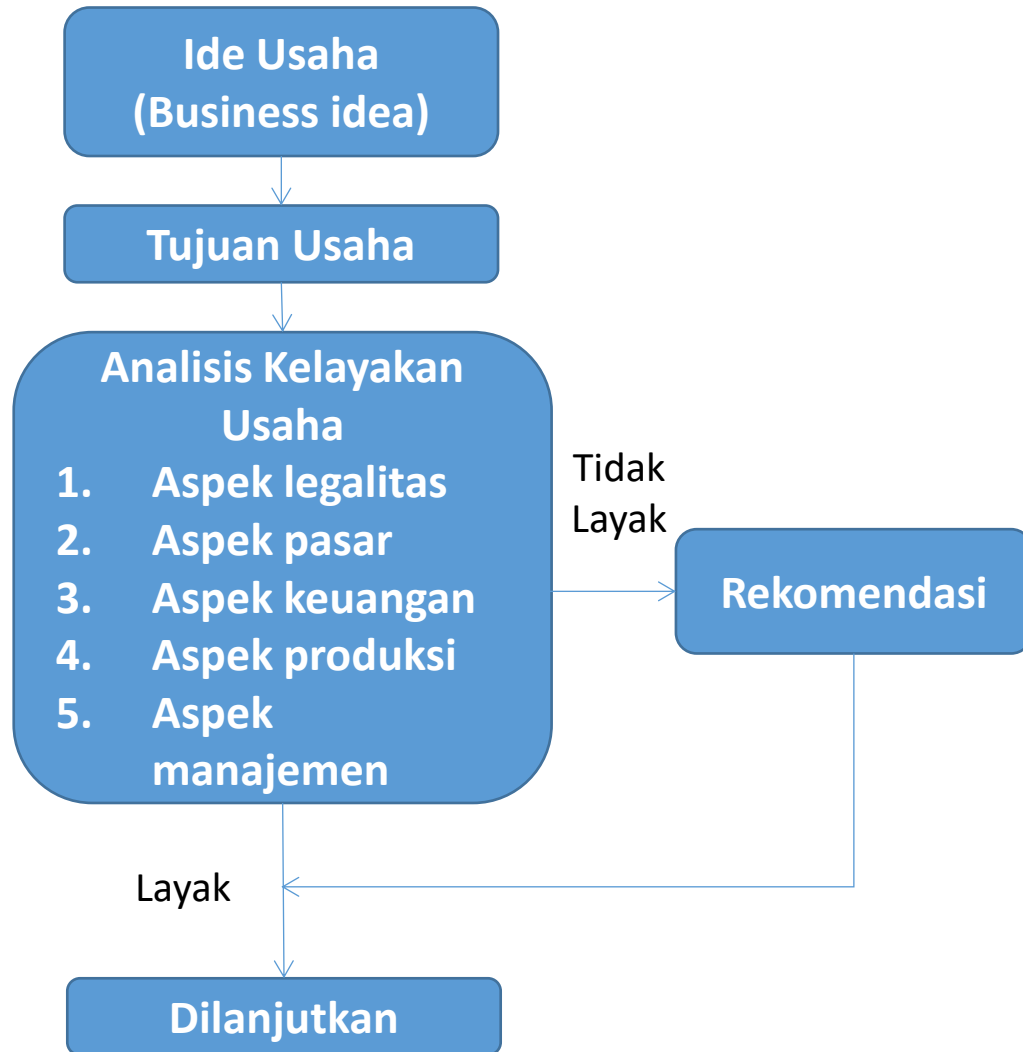 Ide Usaha
(Business idea)
Tujuan Usaha
Analisis Kelayakan
Usaha
1. Aspek legalitas
2. Aspek pasar
3. Aspek keuangan
4. Aspek produksi
5. Aspek
manajemen
Tidak
Layak
Rekomendasi
Layak
Dilanjutkan